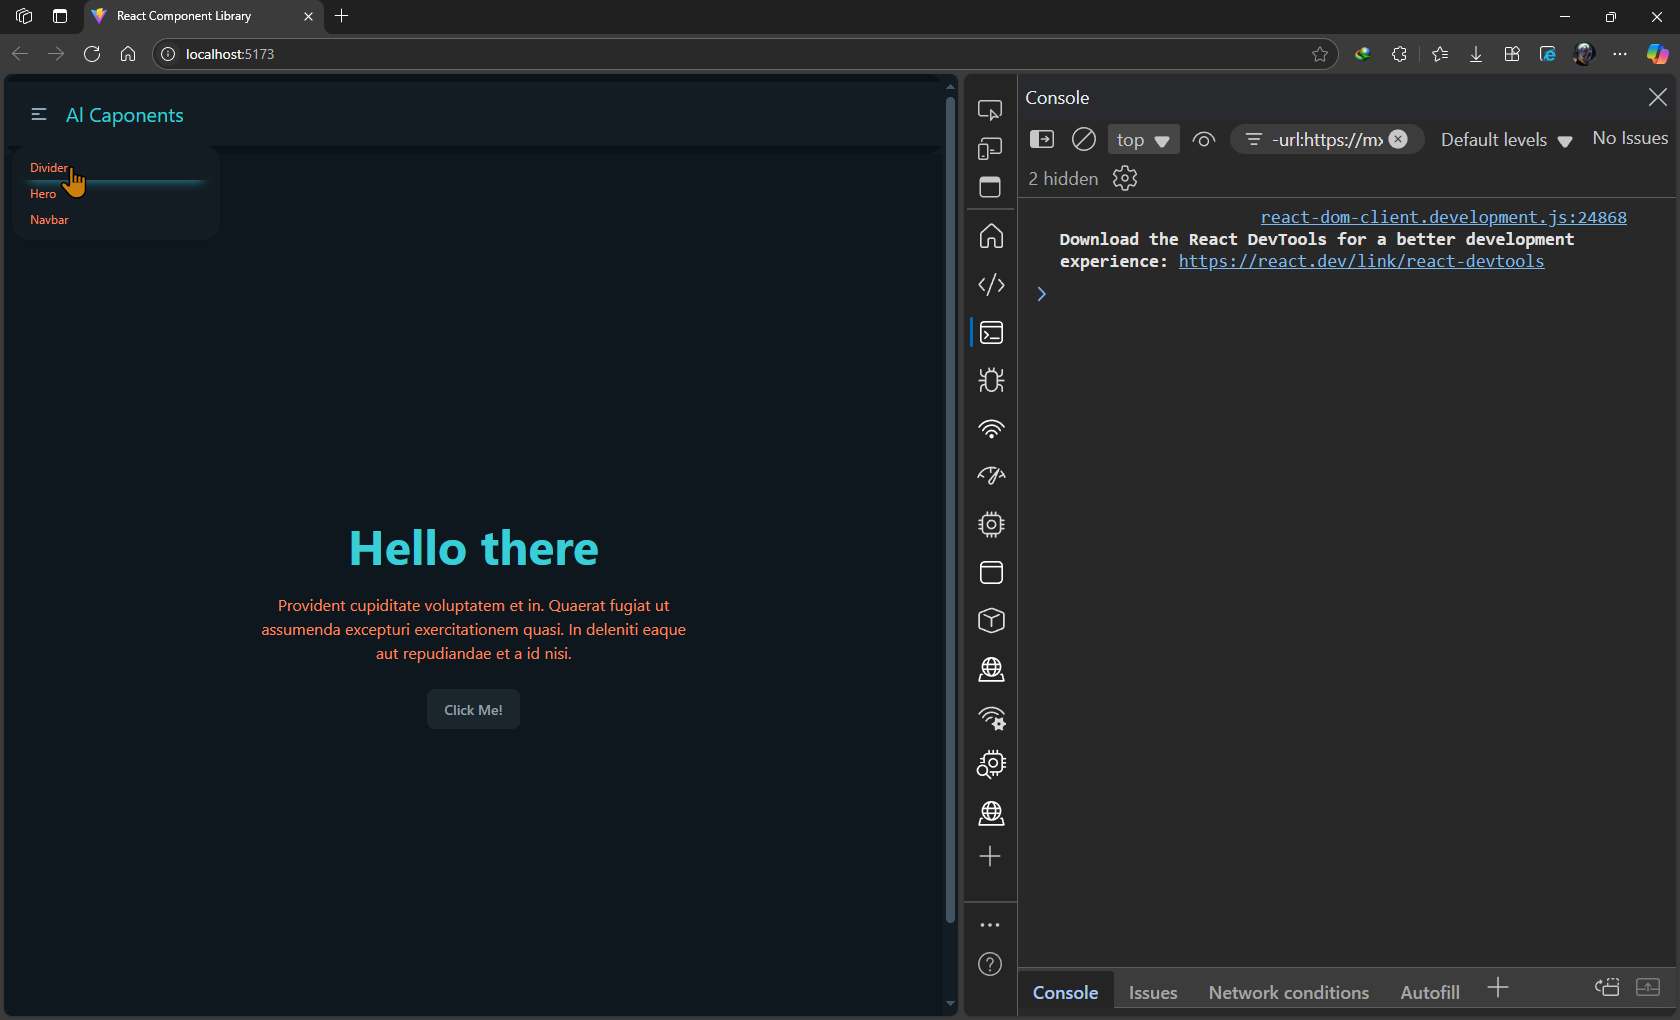 React Component Library
localhost:5173
Al Caponents
Divider
Hero
Navbar
Hello there
Provident cupiditate voluptatem et in. Quaerat fugiat ut
assumenda excepturi exercitationem quasi. In deleniti eaque
aut repudiandae et a id nisi.
Click Me!
Console
top
-url:https://mx
Default levels
No Issues
2 hidden
react-dom-client.development.js:24868
Download the React DevTools for a better development
experience: https://react.dev/link/react-devtools
Console
Issues
Network conditions
Autofill